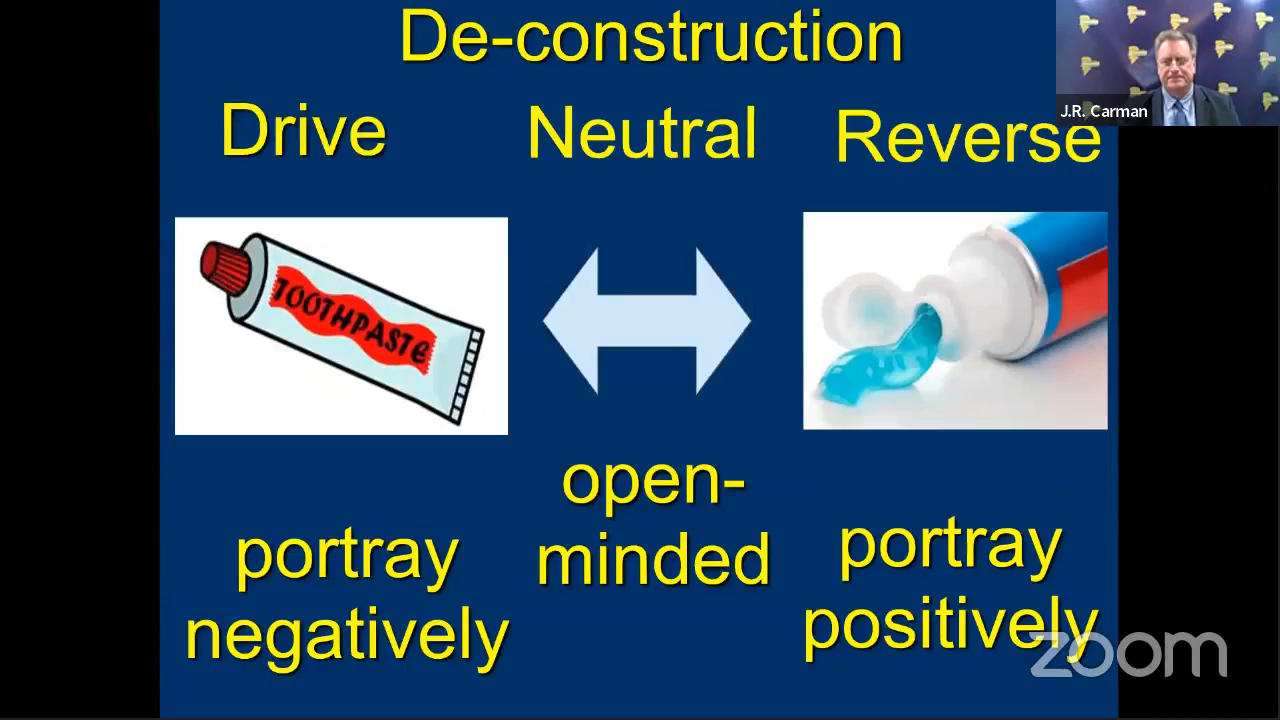 De-construction
Drive Neutral Reverse
J.R. Carman
TOOTHPASTE
open-
minded
portray
negatively
portray
positively
zoom